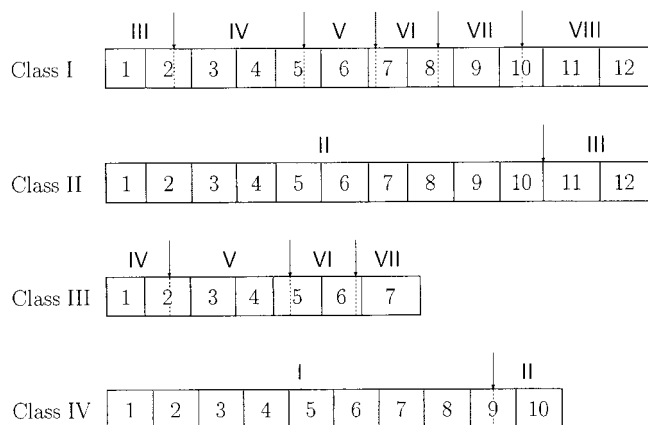 III IV V VI VII VIII
Class I 1 2 3 4 5 6 7 8 9 10 11 12
II III
Class II 1 2 3 4 5 6 7 8 9 10 11 12
IV V VI VII
Class III 1 2 3 4 5 6 7
I II
Class IV 1 2 3 4 5 6 7 8 9 10